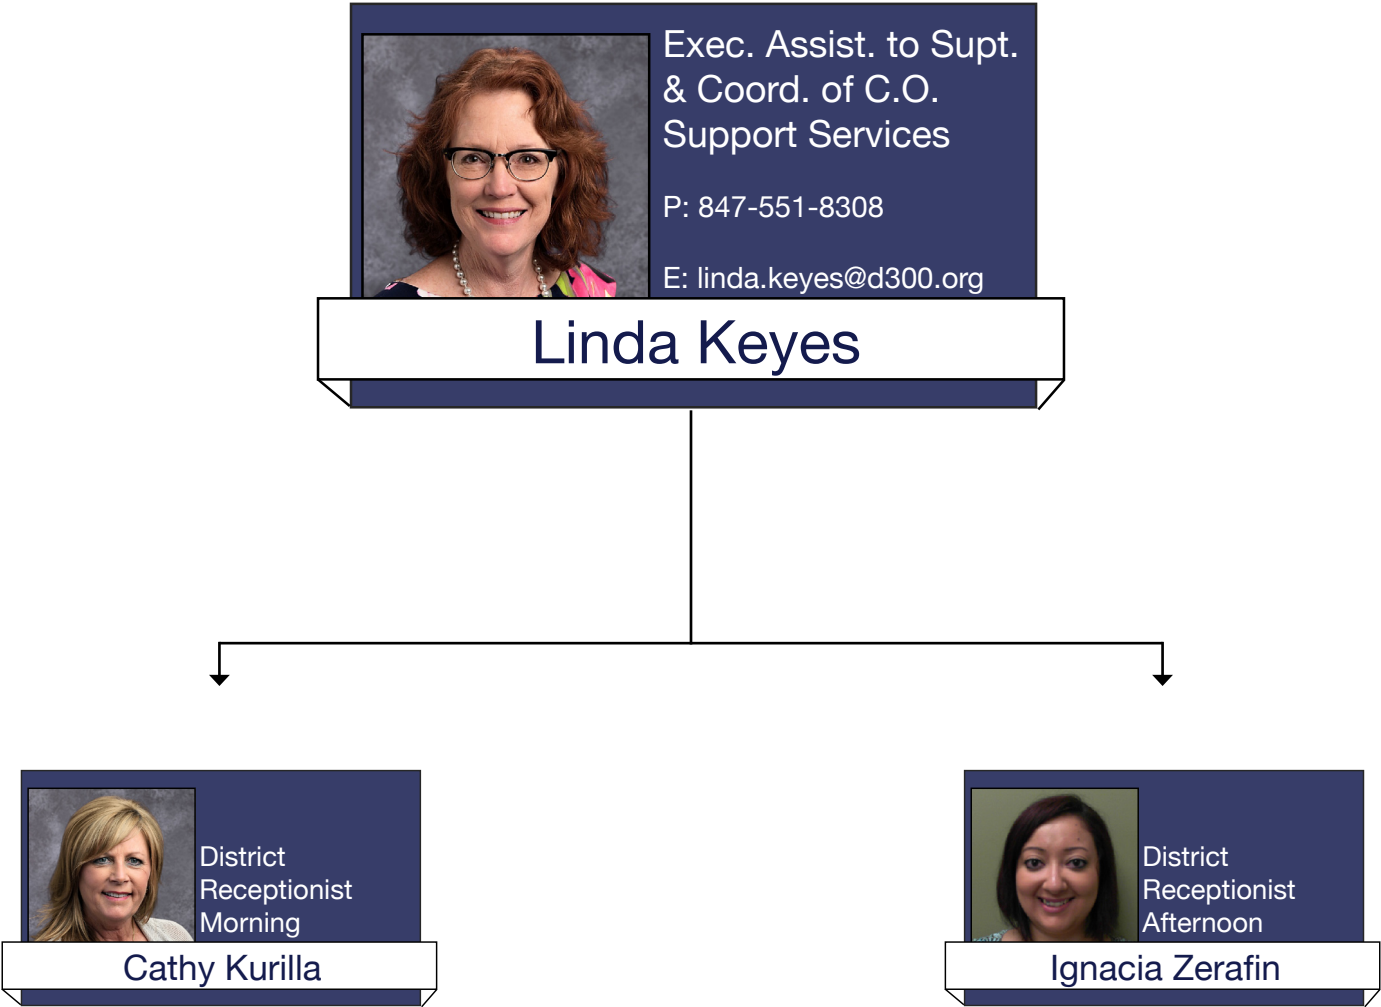 Exec. Assist. to Supt.
& Coord. of C.O.
Support Services
P: 847-551-8308
E: linda.keyes@d300.org
Linda Keyes
District
Receptionist
Morning
Cathy Kurilla
District
Receptionist
Afternoon
Ignacia Zerafin